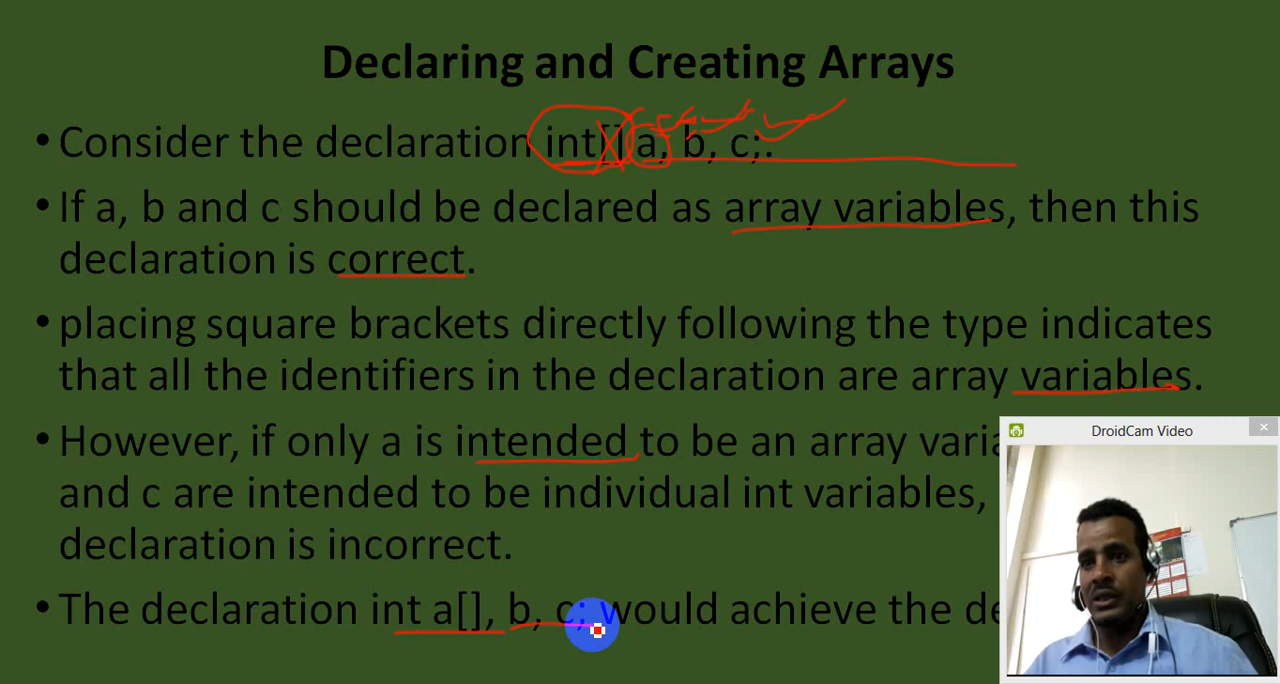 Declaring and Creating Arrays
• Consider the declaration int[] a, b, c;.
• If a, b and c should be declared as array variables, then this
declaration is correct.
• placing square brackets directly following the type indicates
that all the identifiers in the declaration are array variables.
• However, if only a is intended to be an array
and c are intended to be individual int variables,
declaration is incorrect.
• The declaration int a[], b, c; would achieve the
DroidCam Video